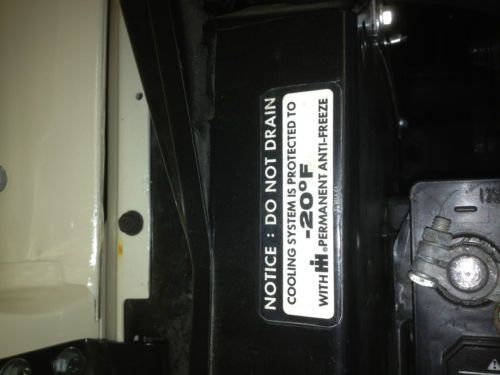 NOTICE : DO NOT DRAIN
COOLING SYSTEM IS PROTECTED TO
-20°F
WITH IH® PERMANENT ANTI-FREEZE